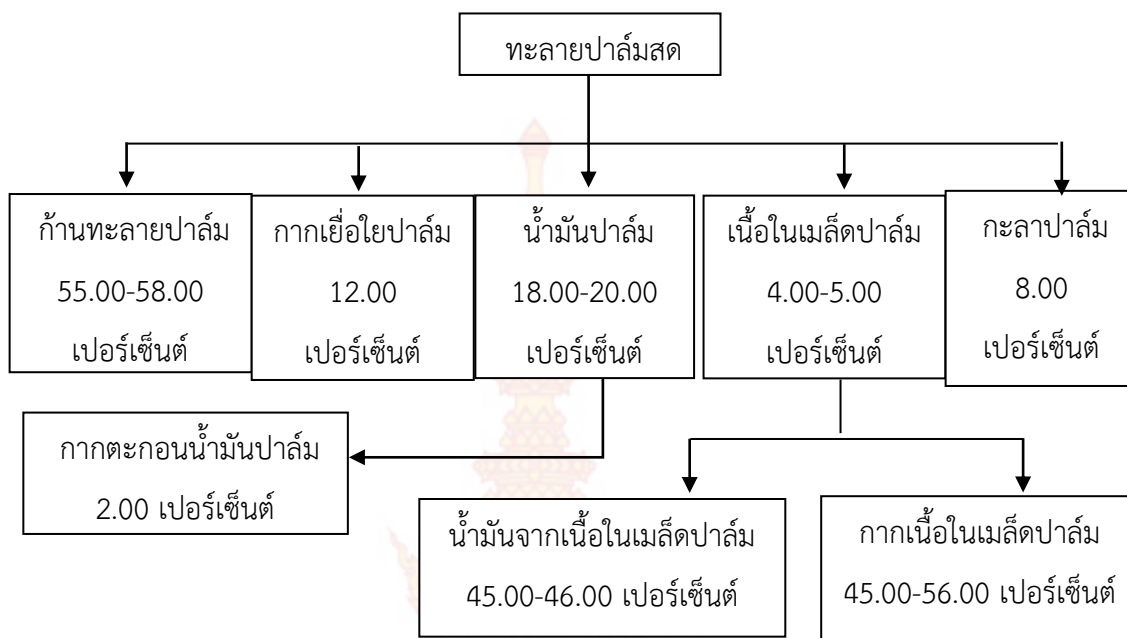 ทะลายปาล์มสด
ก้านทะลายปาล์ม
55.00-58.00
เปอร์เซ็นต์
กากเยื่อใยปาล์ม
12.00
เปอร์เซ็นต์
น้ำมันปาล์ม
18.00-20.00
เปอร์เซ็นต์
เนื้อในเมล็ดปาล์ม
4.00-5.00
เปอร์เซ็นต์
กะลาปาล์ม
8.00
เปอร์เซ็นต์
กากตะกอนน้ำมันปาล์ม
2.00 เปอร์เซ็นต์
น้ำมันจากเนื้อในเมล็ดปาล์ม
45.00-46.00 เปอร์เซ็นต์
กากเนื้อในเมล็ดปาล์ม
45.00-56.00 เปอร์เซ็นต์